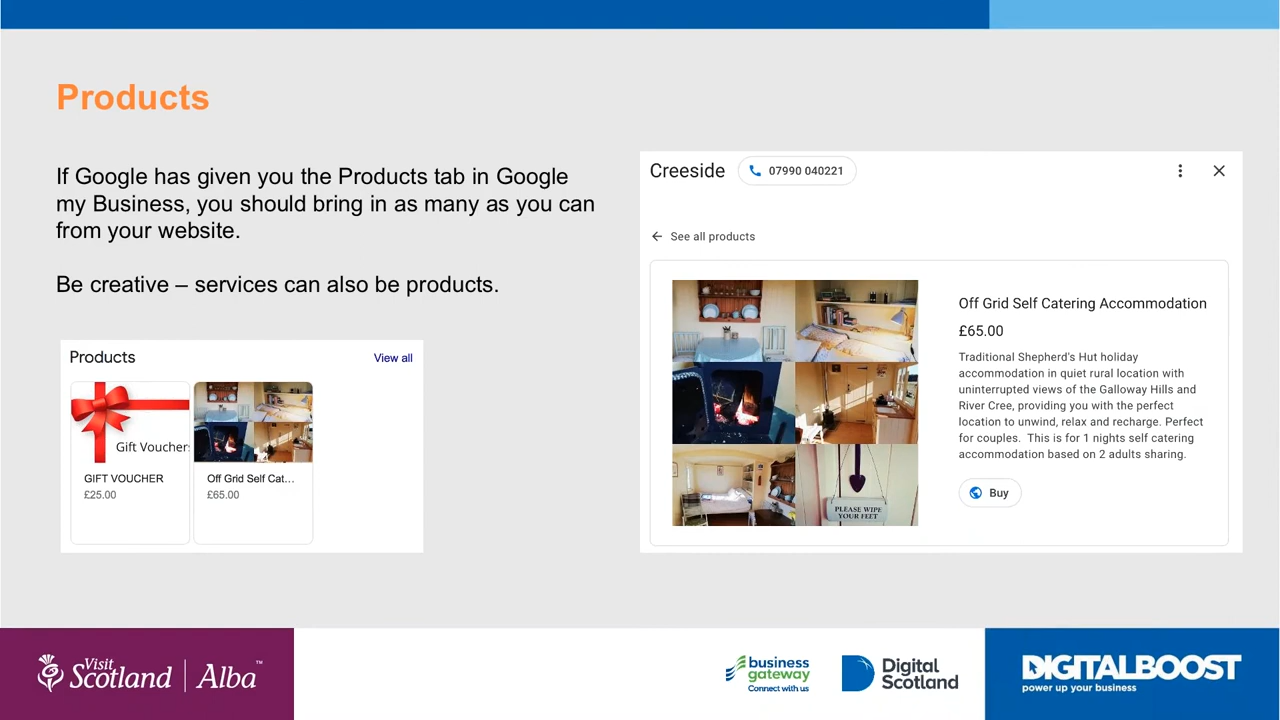 Products
If Google has given you the Products tab in Google
my Business, you should bring in as many as you can
from your website.
Be creative – services can also be products.
Products
View all
Gift Voucher
GIFT VOUCHER
£25.00
Off Grid Self Cat...
£65.00
Creeside
07990 040221
See all products
PLEASE WIPE
YOUR FEET
Off Grid Self Catering Accommodation
£65.00
Traditional Shepherd's Hut holiday
accommodation in quiet rural location with
uninterrupted views of the Galloway Hills and
River Cree, providing you with the perfect
location to unwind, relax and recharge. Perfect
for couples.  This is for 1 nights self catering
accommodation based on 2 adults sharing.
Buy
Visit
Scotland | Alba™
business
gateway
Connect with us
Digital
Scotland
DIGITALBOOST
power up your business